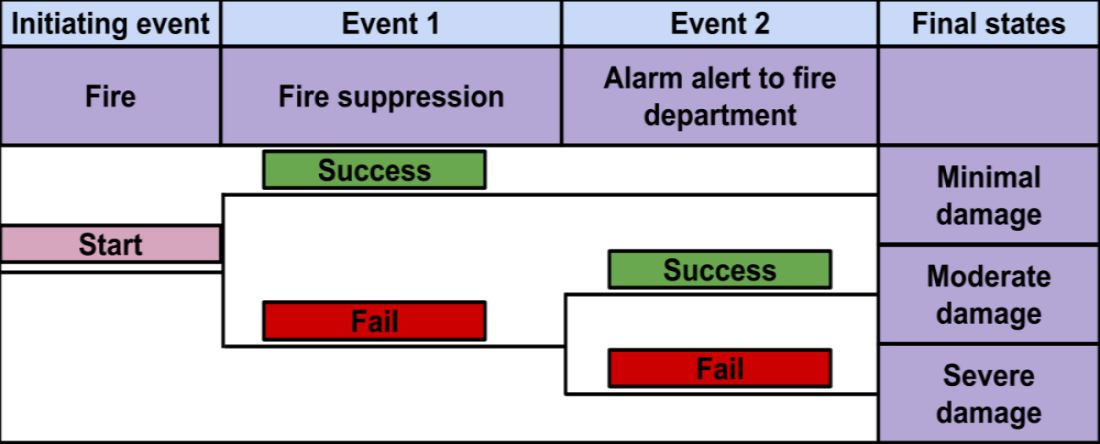 Initiating event
Event 1
Event 2
Final states
Fire
Fire suppression
Alarm alert to fire
department
Success
Minimal
damage
Start
Success
Moderate
damage
Fail
Fail
Severe
damage